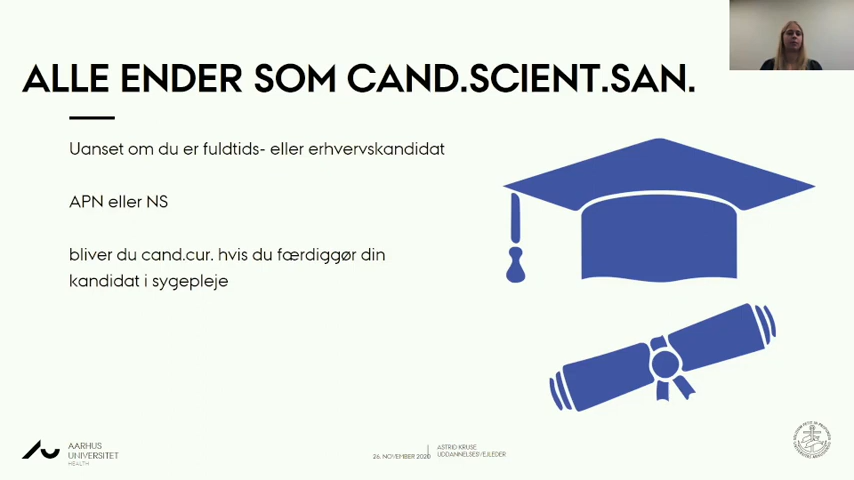 ALLE ENDER SOM CAND.SCIENT.SAN.
Uanset om du er fuldtids- eller erhvervskandidat
APN eller NS
bliver du cand.cur. hvis du færdiggør din
kandidat i sygepleje
AARHUS
UNIVERSITET
HEALTH
26. NOVEMBER 2020
ASTRID KRUSE
UDDANNELSESVEJLEDER